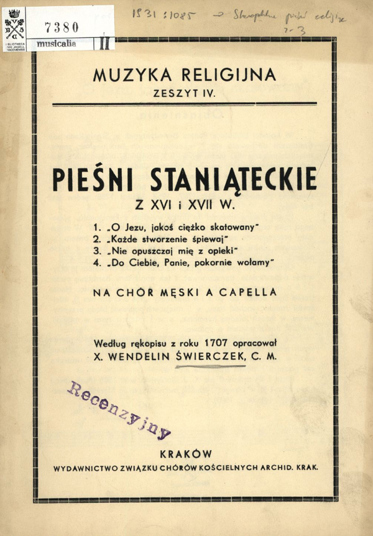 1931:1085
7380
musicalia
II
MUZYKA RELIGIJNA
ZESZYT IV.
PIEŚNI STANIĄTECKIE
Z XVI i XVII W.
1. „O Jezu, jakoś ciężko skatowany"
2. „Każde stworzenie śpiewaj"
3. „Nie opuszczaj mię z opieki"
4. „Do Ciebie, Panie, pokornie wołamy"
NA CHÓR MĘSKI A CAPELLA
Według rękopisu z roku 1707 opracował
X. WENDELIN ŚWIERCZEK, C. M.
Recenzyjny
KRAKÓW
WYDAWNICTWO ZWIĄZKU CHÓRÓW KOŚCIELNYCH ARCHID. KRAK.